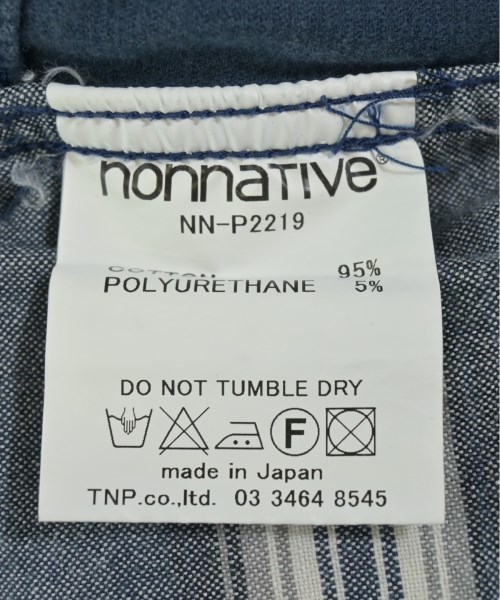 nonnative®
NN-P2219
COTTON 95%
POLYURETHANE 5%
DO NOT TUMBLE DRY
F
made in Japan
TNP.co.,ltd. 03 3464 8545